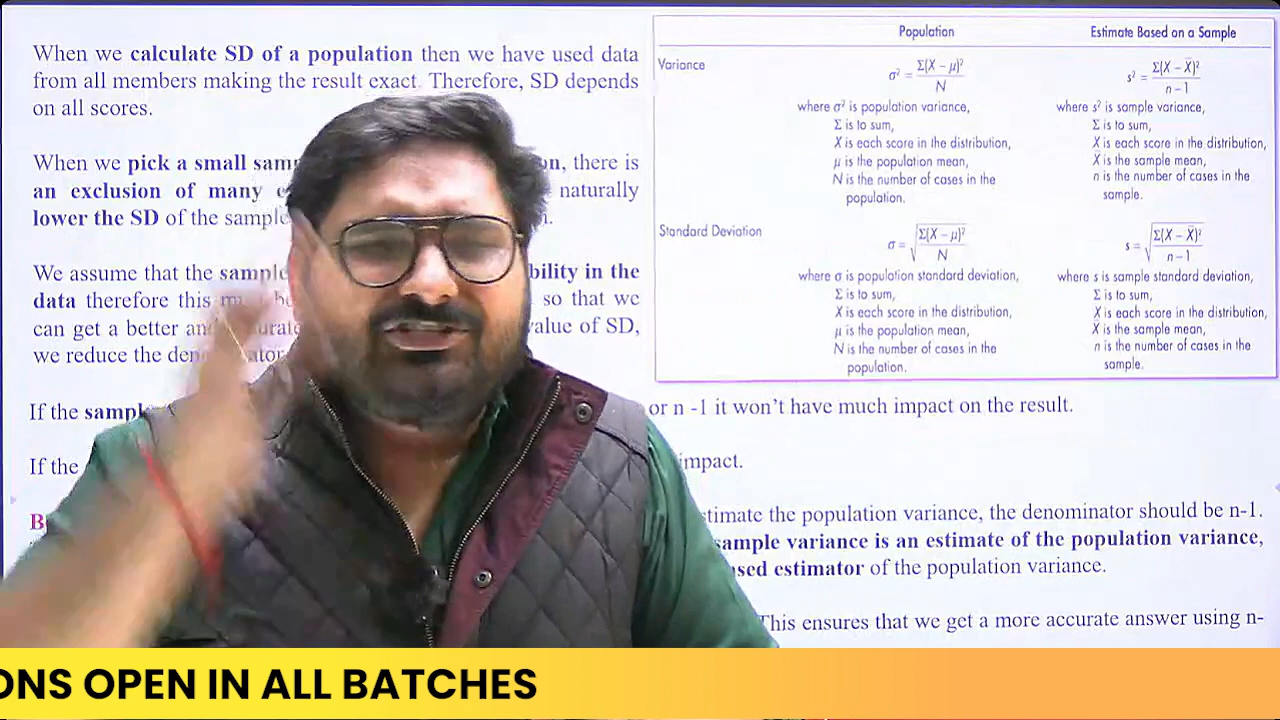 When we calculate SD of a population then we have used data
from all members making the result exact. Therefore, SD depends
on all scores.
When we pick a small sam
on, there is
an exclusion of many
naturally
lower the SD of the sample
We assume that the sample
bility in the
data therefore this
so that we
can get a better
value of SD,
we reduce the
If the sample
or n -1 it won't have much impact on the result.
If the
impact.
timate the population variance, the denominator should be n-1.
sample variance is an estimate of the population variance,
sed estimator of the population variance.
This ensures that we get a more accurate answer using n-
Population
Estimate Based on a Sample
Variance
σ² = Σ(X – μ)² / N
s² = Σ(X – X̄)² / n – 1
where σ² is population variance,
where s² is sample variance,
Σ is to sum,
Σ is to sum,
X is each score in the distribution,
X is each score in the distribution,
μ is the population mean,
X̄ is the sample mean,
N is the number of cases in the
n is the number of cases in the
population.
sample.
Standard Deviation
σ = √Σ(X – μ)² / N
s = √Σ(X – X̄)² / n – 1
where σ is population standard deviation,
where s is sample standard deviation,
Σ is to sum,
Σ is to sum,
X is each score in the distribution,
X is each score in the distribution,
μ is the population mean,
X̄ is the sample mean,
N is the number of cases in the
n is the number of cases in the
population.
sample.
ONS OPEN IN ALL BATCHES